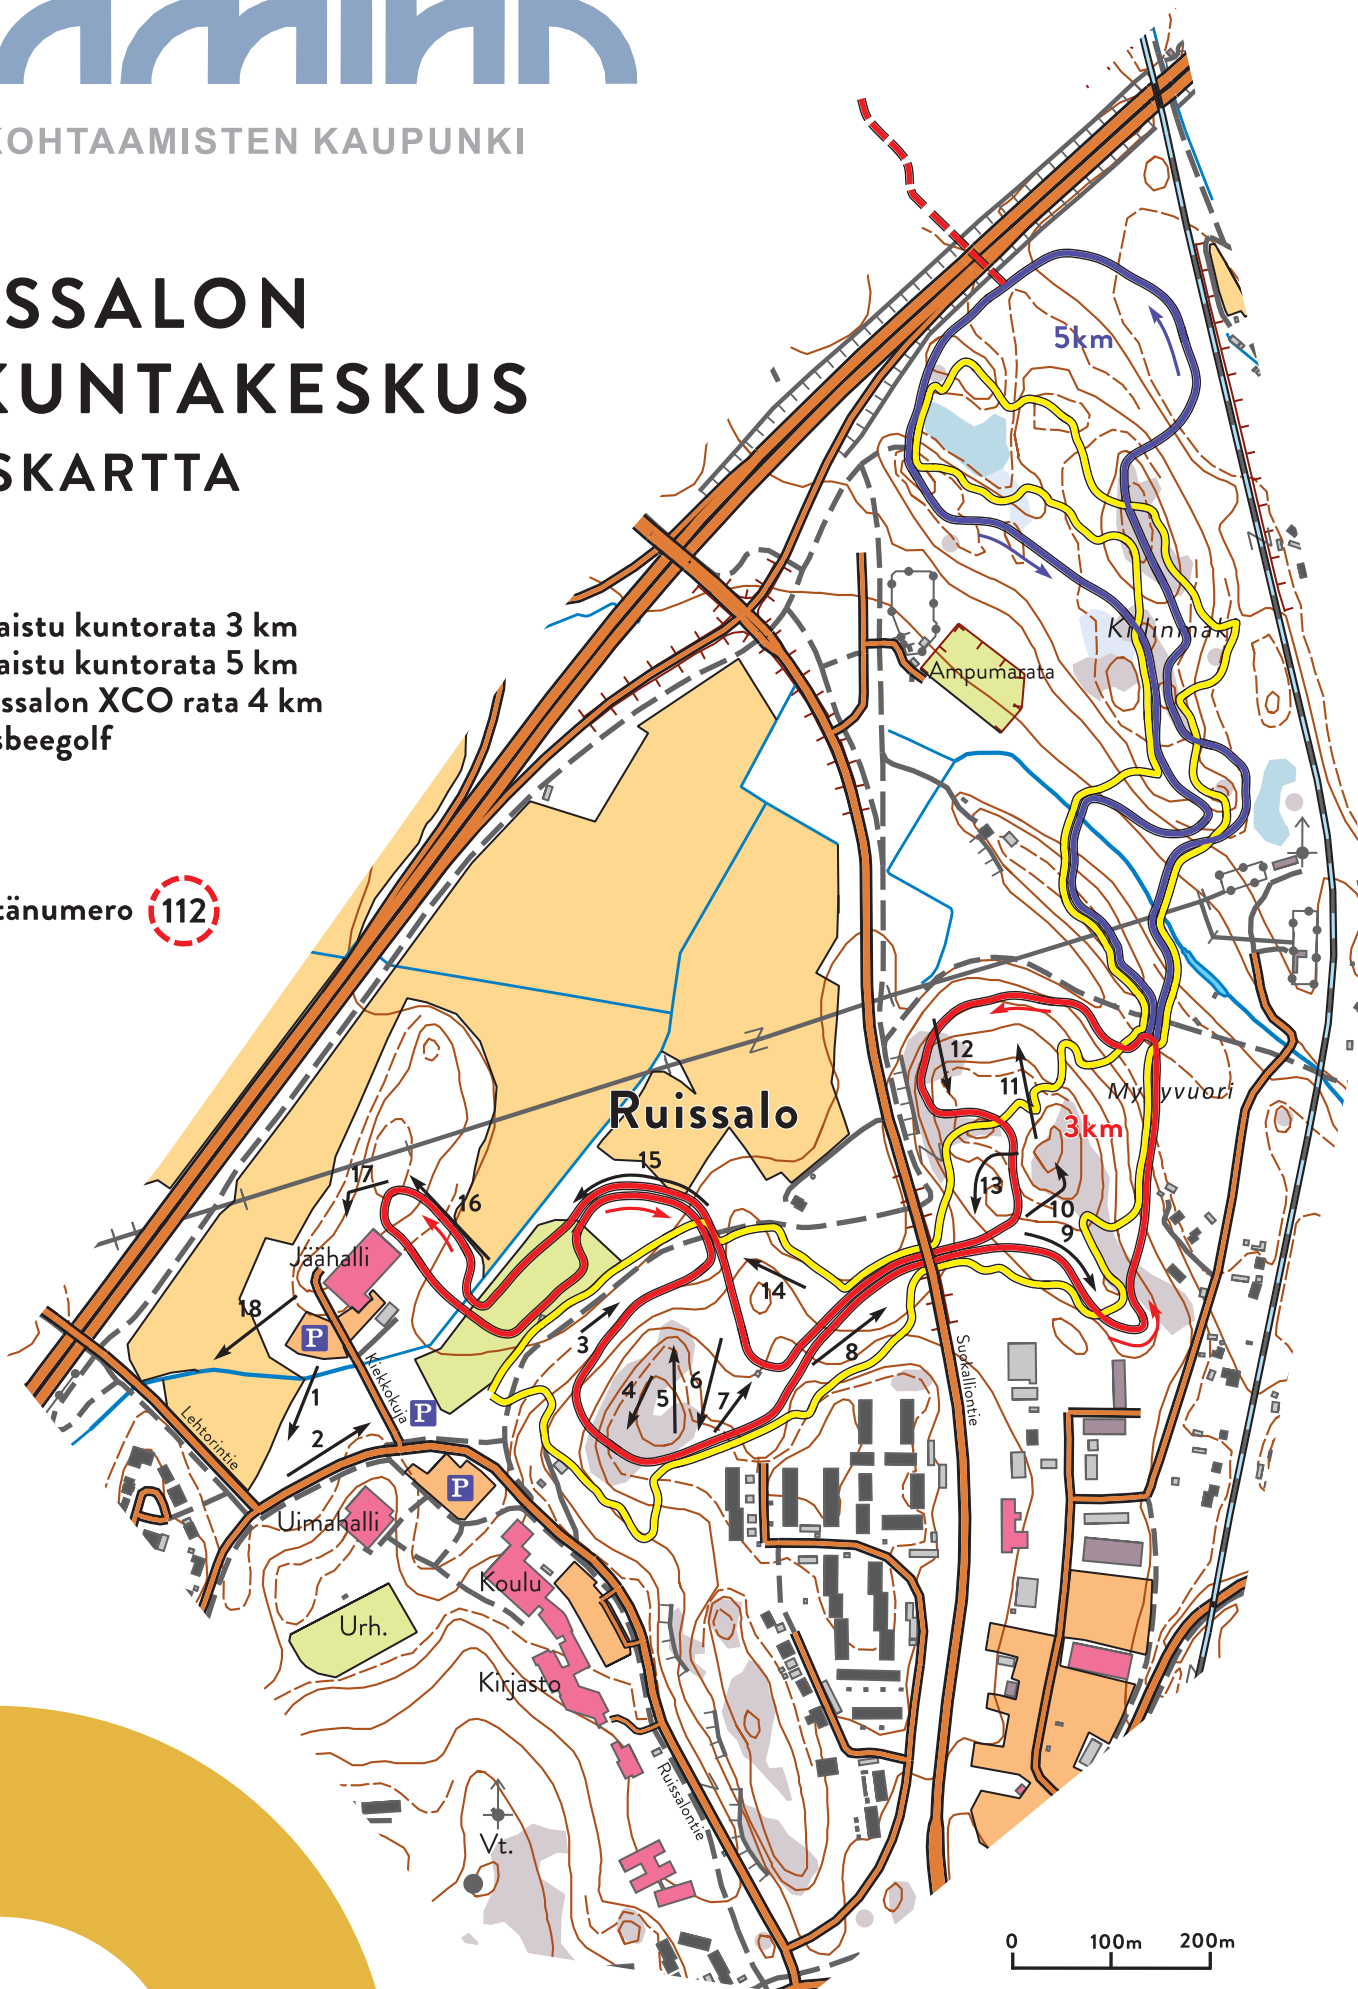 KOHTAAMISTEN KAUPUNKI
SSALON
KUNTAKESKUS
SKARTTA
aistu kuntorata 3 km
aistu kuntorata 5 km
ssalon XCO rata 4 km
sbeegolf
tänumero 112
5km
Ampumarata
12
11
3km
Ruissalo
13
10
9
15
17
16
Jäähalli
14
18
3
8
P
4
5
6
7
Suokalliontie
Kiekkokuja
1
P
2
Lehtorintie
P
Uimahalli
Koulu
Urh.
Kirjasto
Ruissalontie
Vt.
0 100m 200m